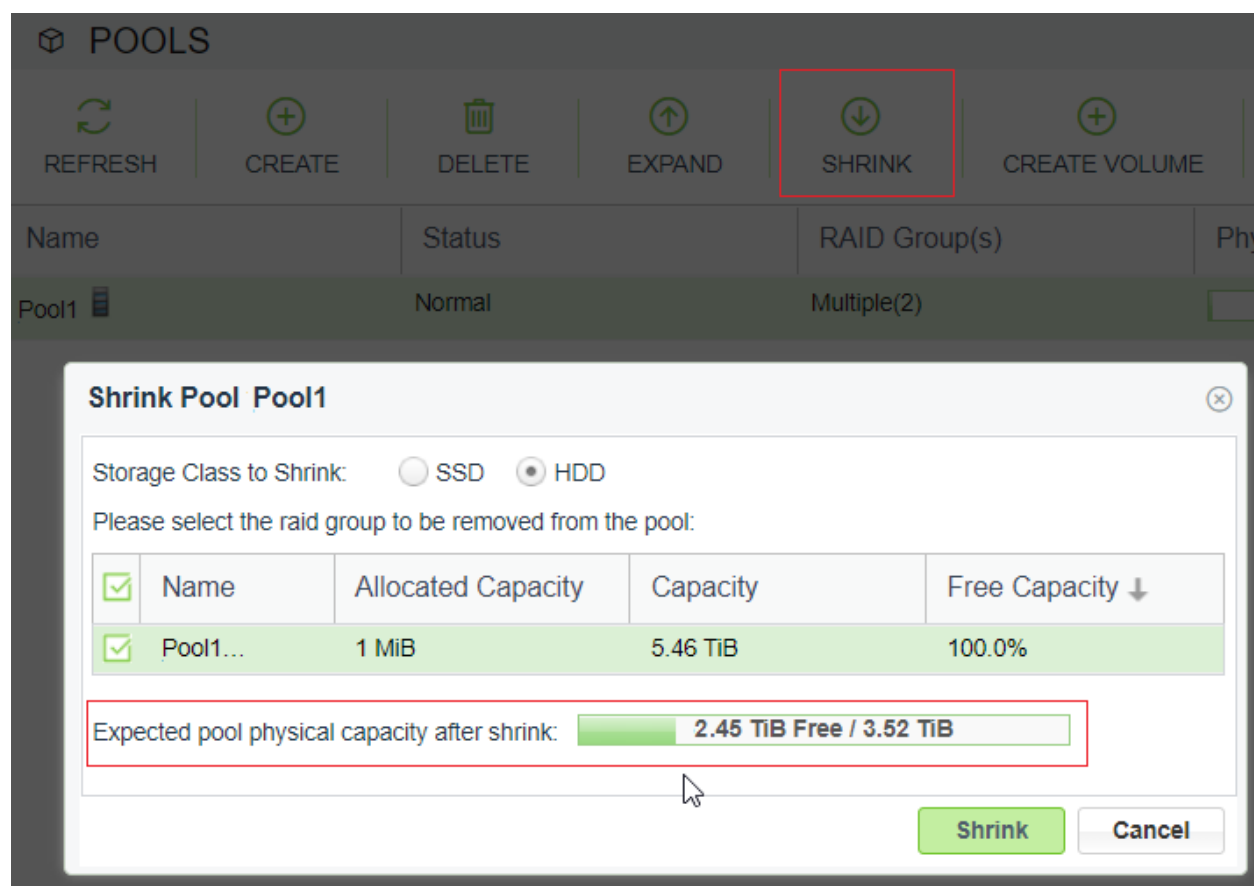 POOLS
REFRESH CREATE DELETE EXPAND SHRINK CREATE VOLUME
Name Status RAID Group(s) Phy
Pool1 Normal Multiple(2)
Shrink Pool Pool1
Storage Class to Shrink: SSD HDD
Please select the raid group to be removed from the pool:
Name Allocated Capacity Capacity Free Capacity
Pool1... 1 MiB 5.46 TiB 100.0%
Expected pool physical capacity after shrink: 2.45 TiB Free / 3.52 TiB
Shrink Cancel